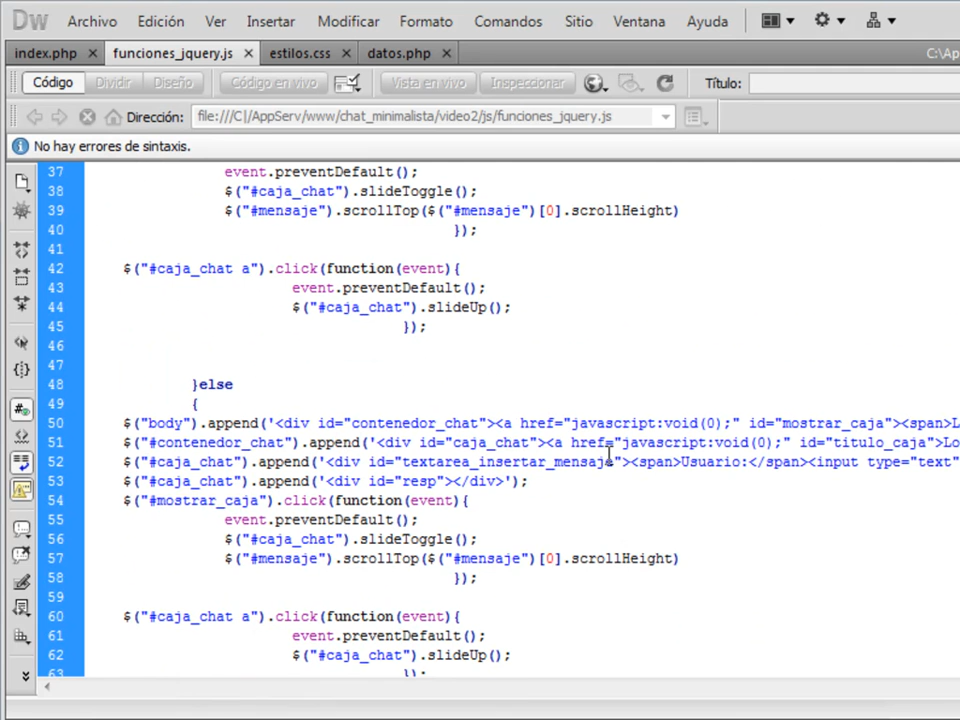 Dw Archivo Edición Ver Insertar Modificar Formato Comandos Sitio Ventana Ayuda
index.php × funciones_jquery.js × estilos.css × datos.php × C:\Ap
Código Dividir Diseño Código en vivo Vista en vivo Inspeccionar Título:
Dirección: file:///C|/AppServ/www/chat_minimalista/video2/js/funciones_jquery.js
No hay errores de sintaxis.
37 event.preventDefault();
38 $("#caja_chat").slideToggle();
39 $("#mensaje").scrollTop($("#mensaje")[0].scrollHeight)
40 });
41
42 $("#caja_chat a").click(function(event){
43 event.preventDefault();
44 $("#caja_chat").slideUp();
45 });
46
47
48 }else
49 {
50 $("body").append('<div id="contenedor_chat"><a href="javascript:void(0);" id="mostrar_caja"><span>L
51 $("#contenedor_chat").append('<div id="caja_chat"><a href="javascript:void(0);" id="titulo_caja">Lo
52 $("#caja_chat").append('<div id="textarea_insertar_mensaje"><span>Usuario:</span><input type="text"
53 $("#caja_chat").append('<div id="resp"></div>');
54 $("#mostrar_caja").click(function(event){
55 event.preventDefault();
56 $("#caja_chat").slideToggle();
57 $("#mensaje").scrollTop($("#mensaje")[0].scrollHeight)
58 });
59
60 $("#caja_chat a").click(function(event){
61 event.preventDefault();
62 $("#caja_chat").slideUp();
63 });